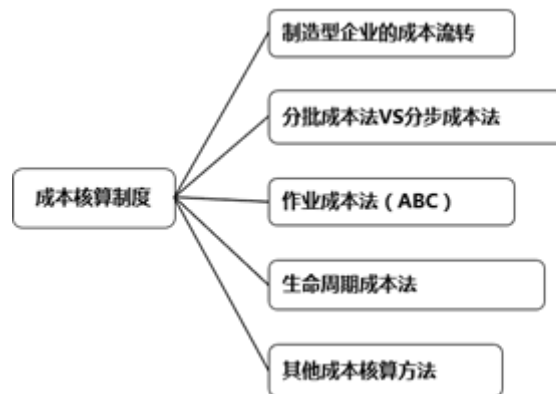 制造型企业的成本流转
分批成本法VS分步成本法
成本核算制度
作业成本法（ABC）
生命周期成本法
其他成本核算方法